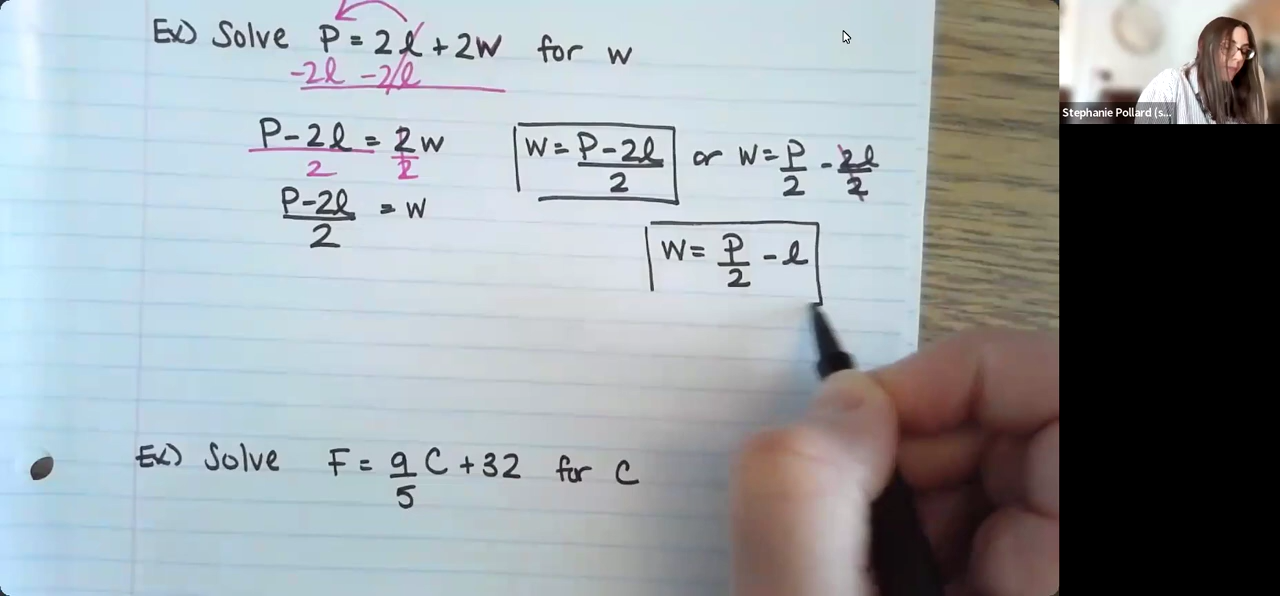 Ex) Solve P = 2l + 2w for w
-2l -2l
P-2l = 2w
2 2
P-2l = w
2
w = P-2l
2
or w = P - 2l
2 2
w = P - l
2
Ex) Solve F = 9 C + 32 for C
5
Stephanie Pollard (s...